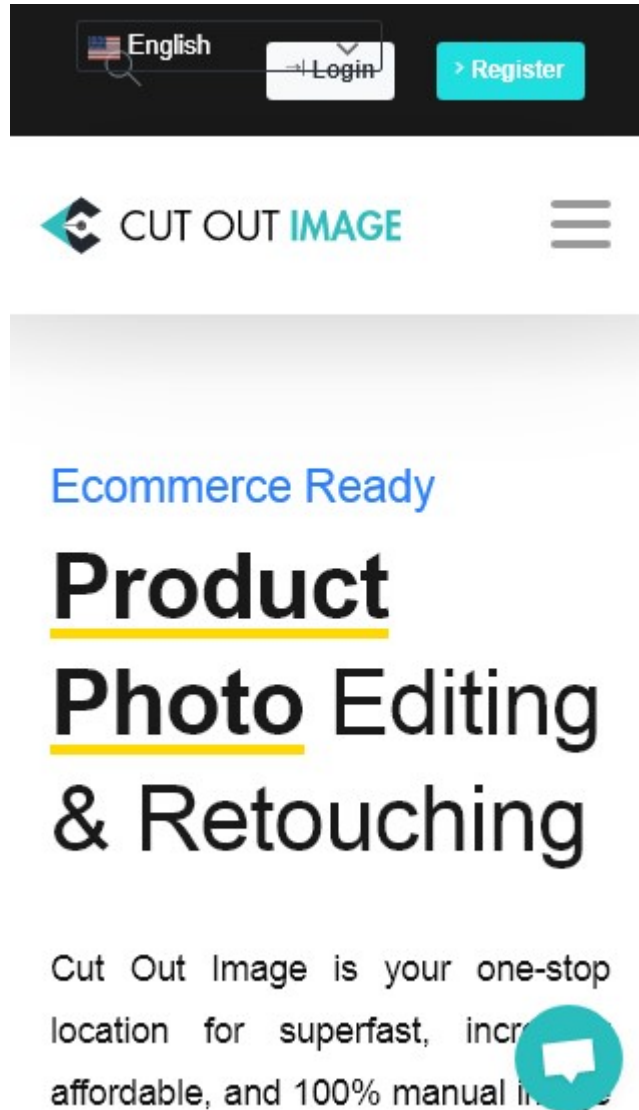 English
Login
> Register
CUT OUT IMAGE
Ecommerce Ready
Product
Photo Editing
& Retouching
Cut Out Image is your one-stop
location for superfast,
affordable, and 100% manual